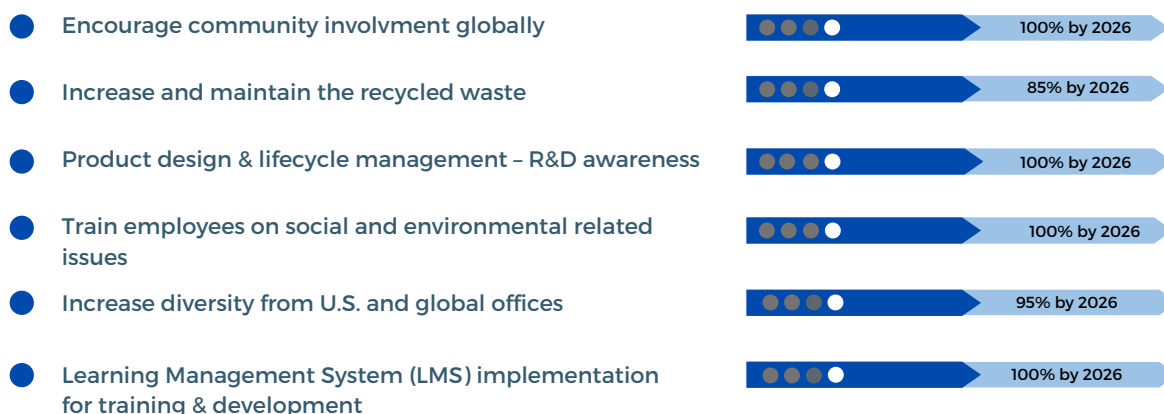 Encourage community involvment globally
100% by 2026
Increase and maintain the recycled waste
85% by 2026
Product design & lifecycle management – R&D awareness
100% by 2026
Train employees on social and environmental related
issues
100% by 2026
Increase diversity from U.S. and global offices
95% by 2026
Learning Management System (LMS) implementation
for training & development
100% by 2026